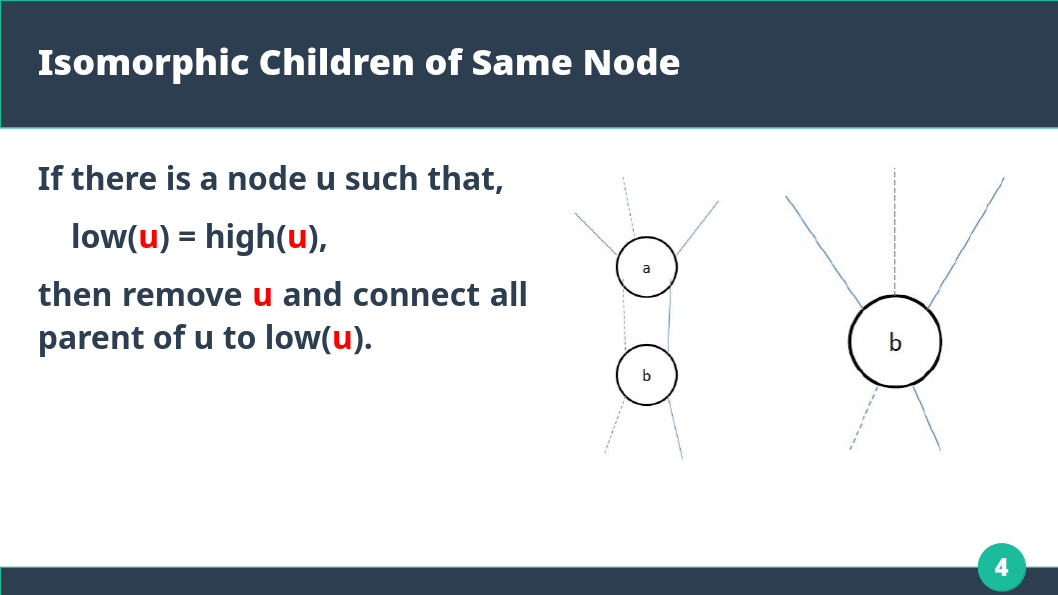 Isomorphic Children of Same Node
If there is a node u such that,
low(u) = high(u),
then remove u and connect all
parent of u to low(u).
a
b
b
4